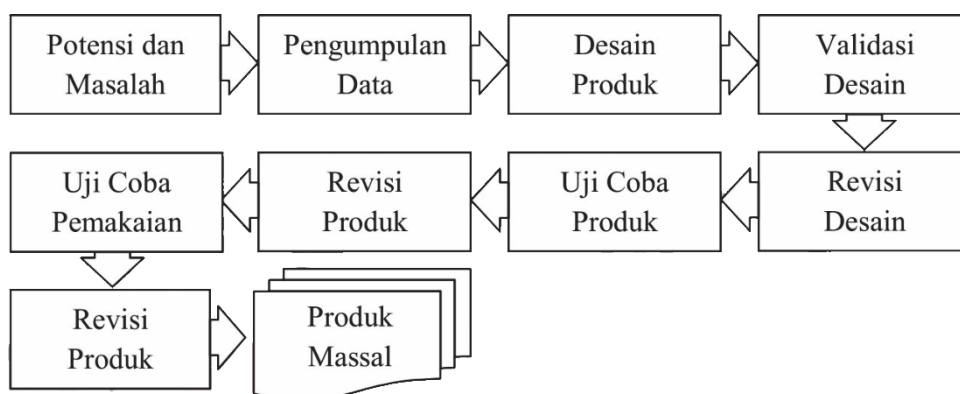 Potensi dan
Masalah
Pengumpulan
Data
Desain
Produk
Validasi
Desain
Revisi
Desain
Uji Coba
Produk
Revisi
Produk
Uji Coba
Pemakaian
Revisi
Produk
Produk
Massal